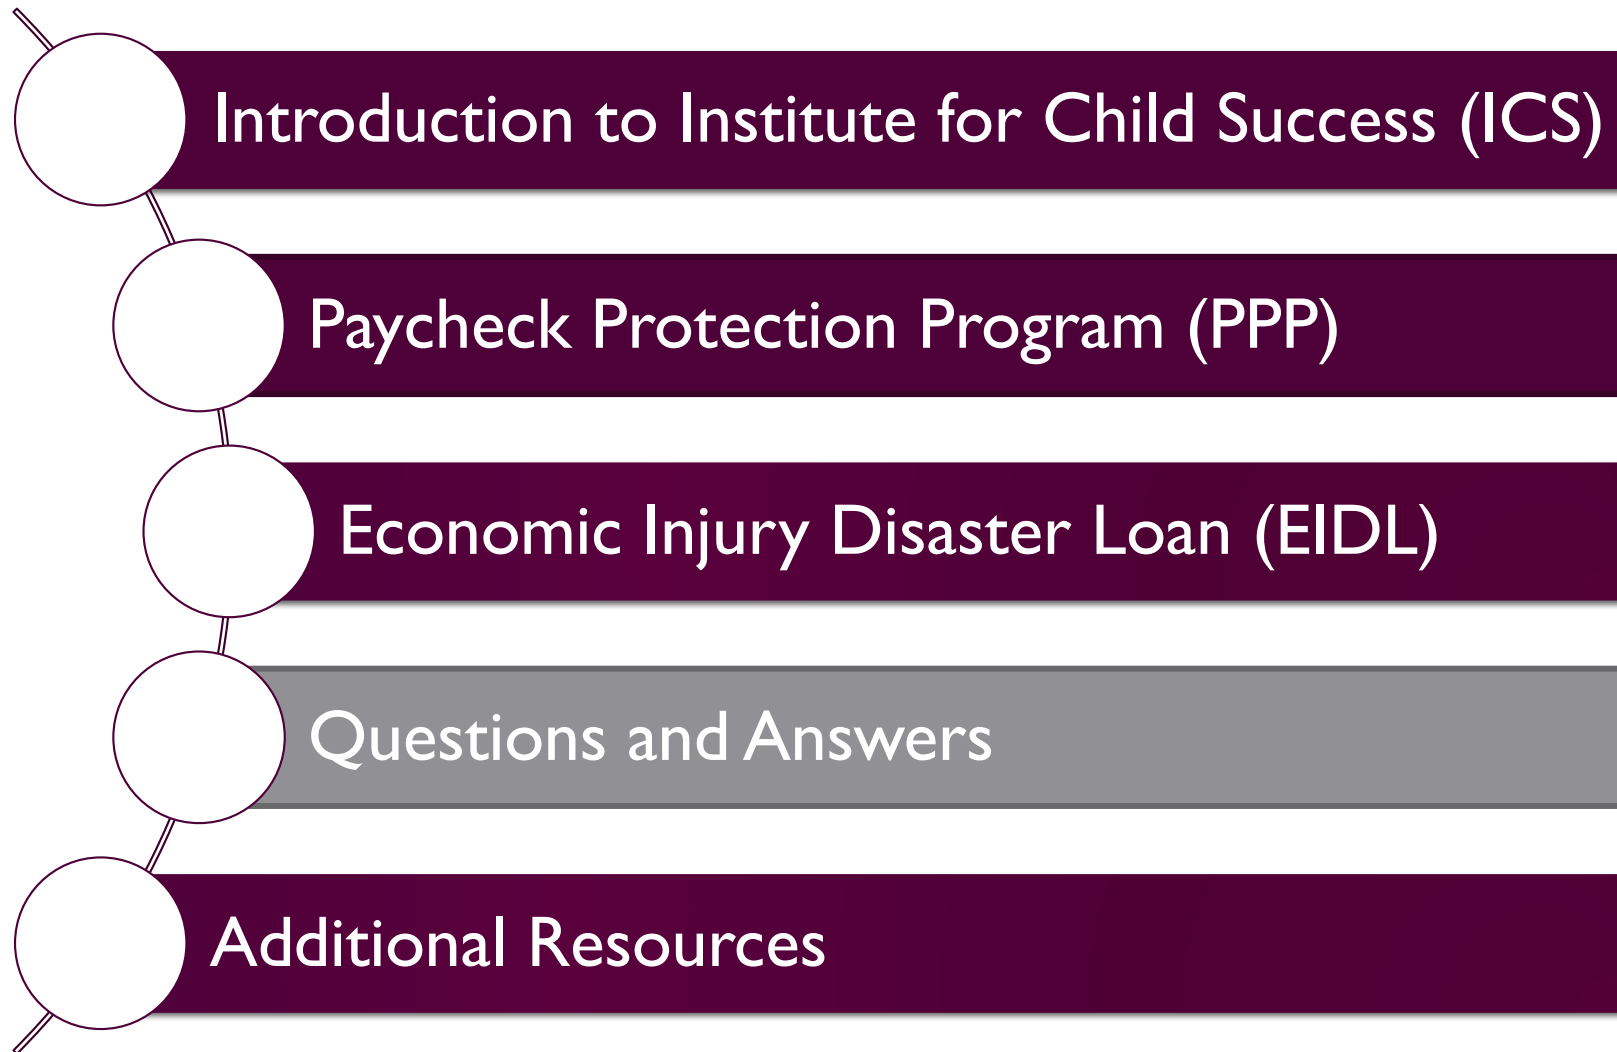 Introduction to Institute for Child Success (ICS)
Paycheck Protection Program (PPP)
Economic Injury Disaster Loan (EIDL)
Questions and Answers
Additional Resources